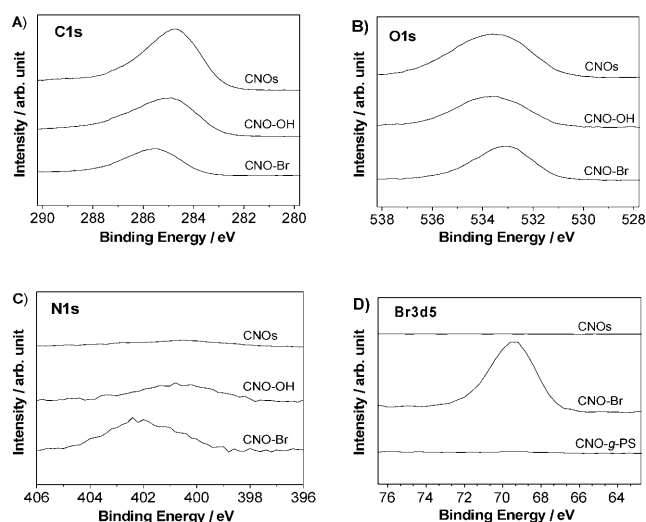 A)
C1s
CNOs
CNO-OH
CNO-Br
Intensity / arb. unit
290 288 286 284 282 280
Binding Energy / eV
B)
O1s
CNOs
CNO-OH
CNO-Br
Intensity / arb. unit
538 536 534 532 530 528
Binding Energy / eV
C)
N1s
CNOs
CNO-OH
CNO-Br
Intensity / arb. unit
406 404 402 400 398 396
Binding Energy / eV
D)
Br3d5
CNOs
CNO-Br
CNO-g-PS
Intensity / arb. unit
76 74 72 70 68 66 64
Binding Energy / eV